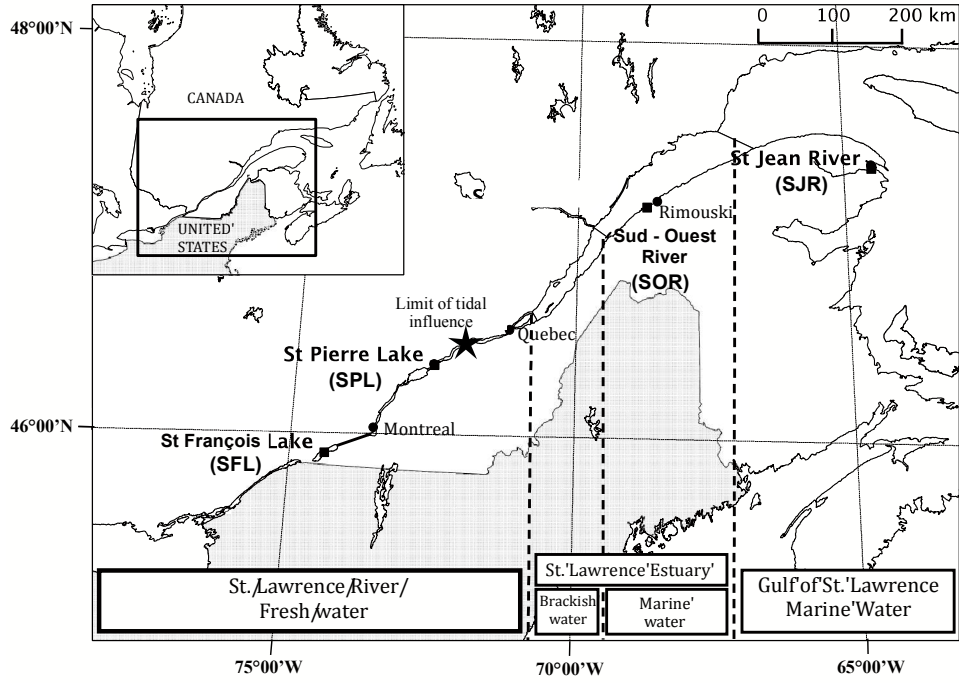 48°00’N
0 100 200 km
CANADA
UNITED'
STATES
St Jean River
(SJR)
Rimouski
Sud - Ouest
River
(SOR)
Limit of tidal
influence
Quebec
St Pierre Lake
(SPL)
46°00’N
Montreal
St François Lake
(SFL)
St./Lawrence/River/
Fresh/water
St.'Lawrence'Estuary'
Brackish
water
Marine'
water
Gulf'of'St.'Lawrence
Marine'Water
75°00’W 70°00’W 65°00’W